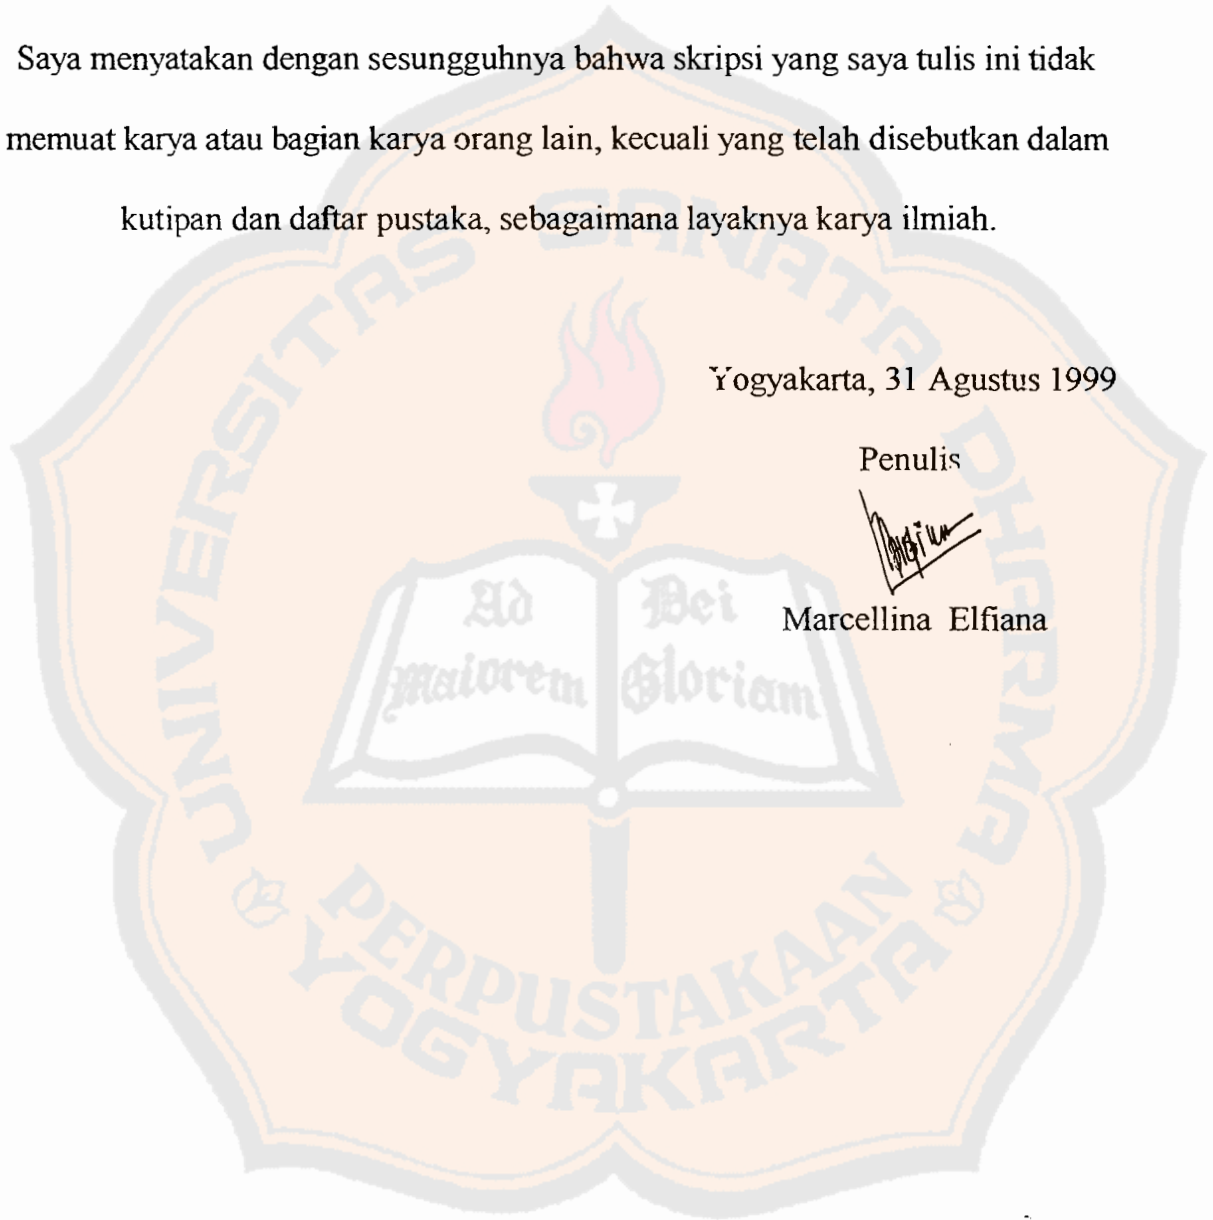 Saya menyatakan dengan sesungguhnya bahwa skripsi yang saya tulis ini tidak
memuat karya atau bagian karya orang lain, kecuali yang telah disebutkan dalam
kutipan dan daftar pustaka, sebagaimana layaknya karya ilmiah.
Yogyakarta, 31 Agustus 1999
Penulis
Marcellina Elfiana
UNIVERSITAS SANATA DHARMA
Ad Dei
maiorem Gloriam
PERPUSTAKAAN
YOGYAKARTA